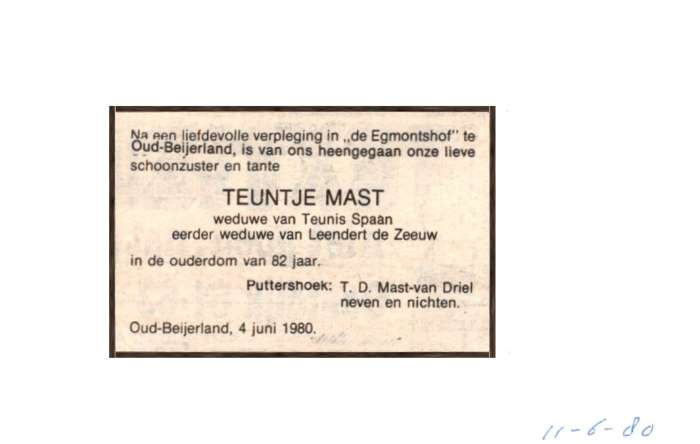 Na een liefdevolle verpleging in „de Egmontshof" te
Oud-Beijerland, is van ons heengegaan onze lieve
schoonzuster en tante
TEUNTJE MAST
weduwe van Teunis Spaan
eerder weduwe van Leendert de Zeeuw
in de ouderdom van 82 jaar.
Puttershoek: T. D. Mast-van Driel
neven en nichten.
Oud-Beijerland, 4 juni 1980.
11-6-80